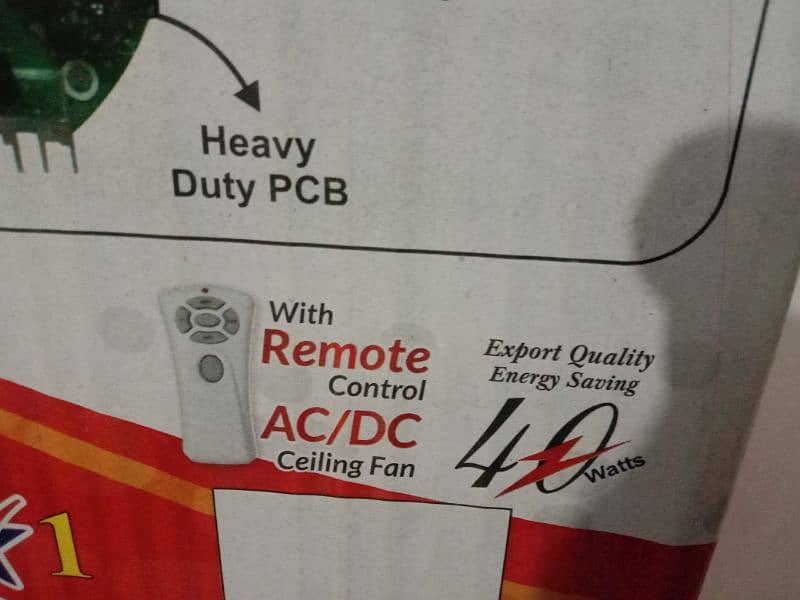 Heavy
Duty PCB
With
Remote
Control
AC/DC
Ceiling Fan
Export Quality
Energy Saving
40
Watts
1